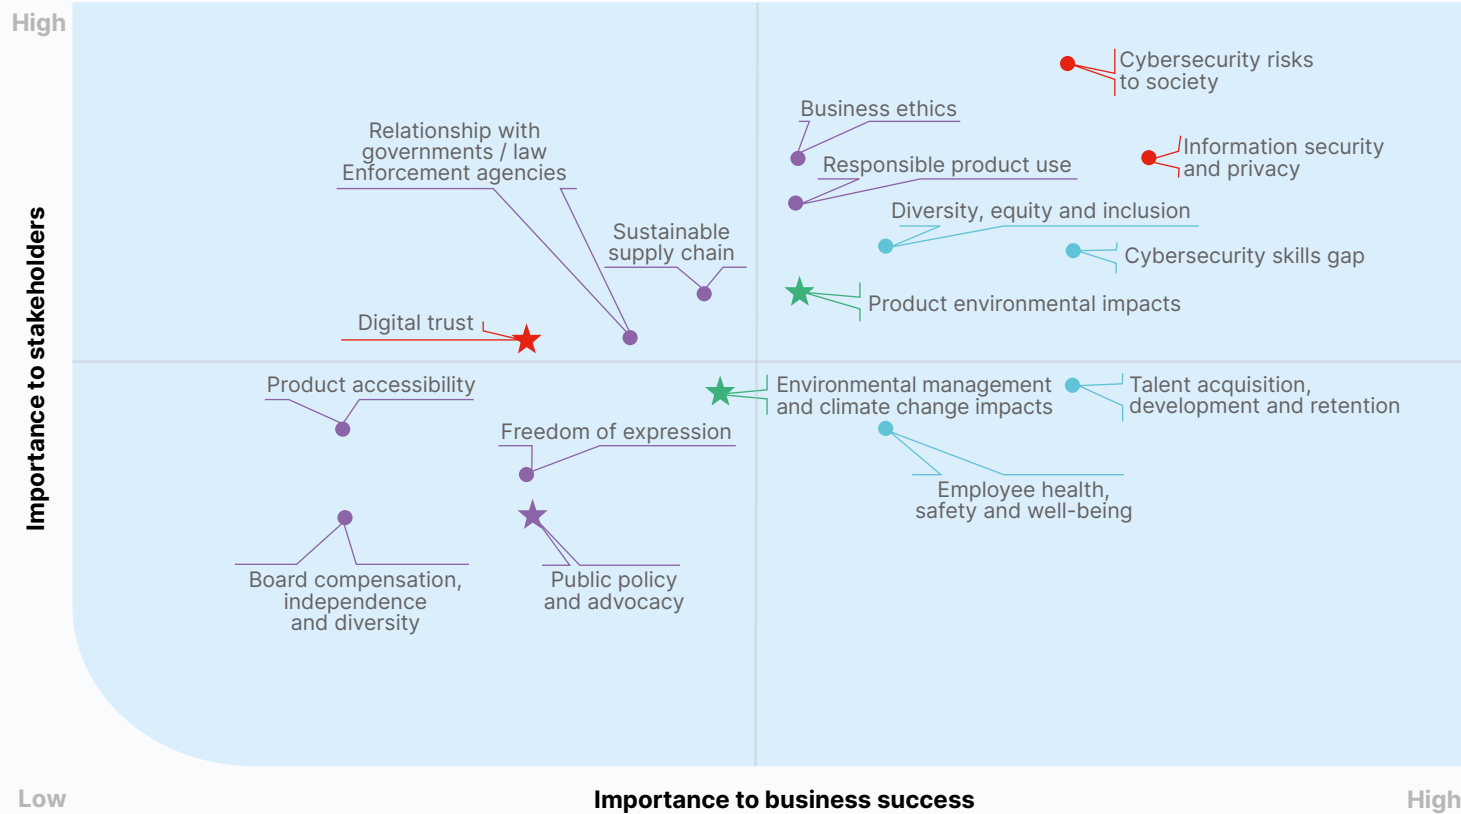 High
Cybersecurity risks
to society
Business ethics
Relationship with
governments / law
Enforcement agencies
Information security
and privacy
Responsible product use
Diversity, equity and inclusion
Sustainable
supply chain
Cybersecurity skills gap
Product environmental impacts
Digital trust
Importance to stakeholders
Product accessibility
Environmental management
and climate change impacts
Talent acquisition,
development and retention
Freedom of expression
Employee health,
safety and well-being
Board compensation,
independence
and diversity
Public policy
and advocacy
Low
Importance to business success
High